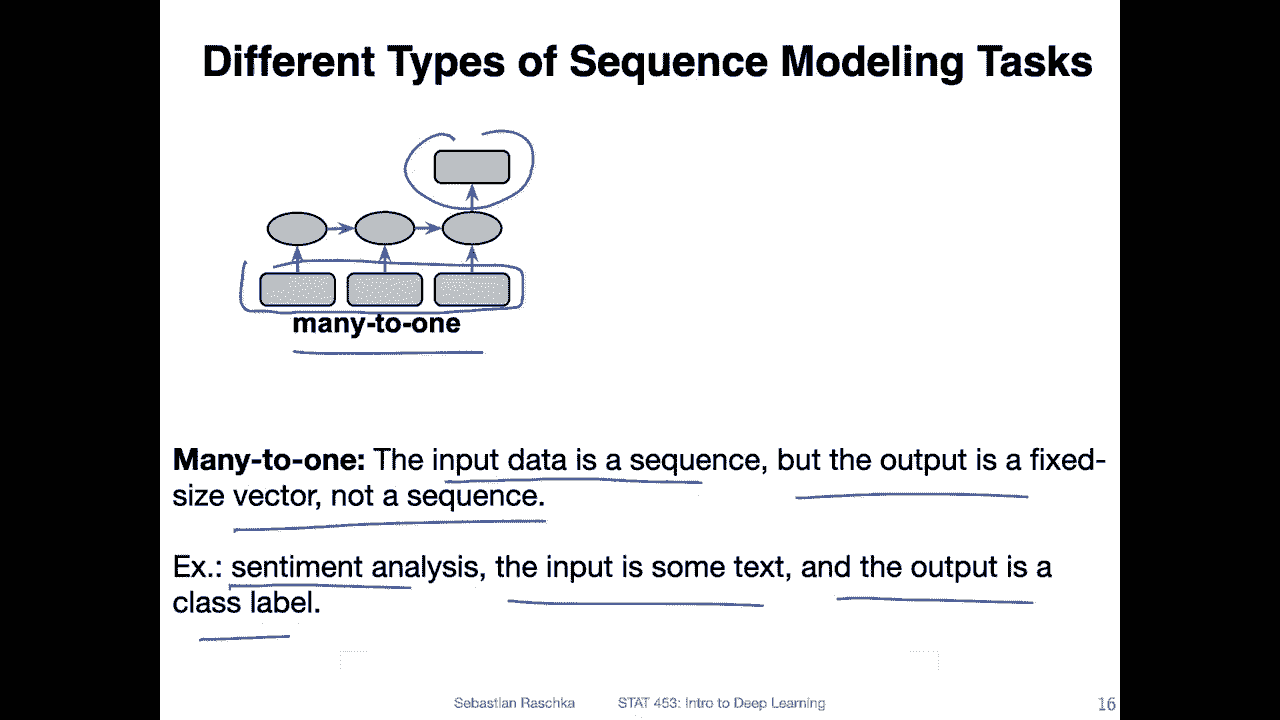 Different Types of Sequence Modeling Tasks
many-to-one
Many-to-one: The input data is a sequence, but the output is a fixed-
size vector, not a sequence.
Ex.: sentiment analysis, the input is some text, and the output is a
class label.
Sebastian Raschka STAT 453: Intro to Deep Learning 16